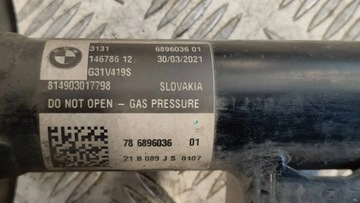 3131 6896036 01
146786 12 30/03/2021
G31V419S
814903017798 SLOVAKIA
DO NOT OPEN - GAS PRESSURE
78 6896036 01
21 B 089 J S 0107